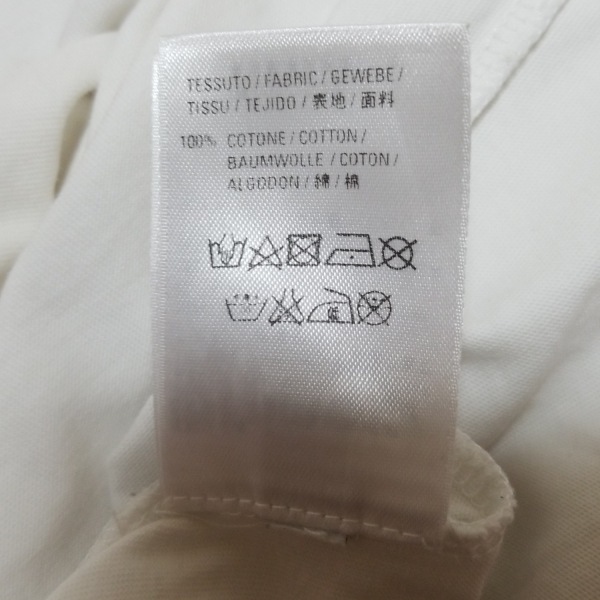 TESSUTO / FABRIC / GEWEBE /
TISSU / TEJIDO / 表地 / 面料
100% COTONE / COTTON /
BAUMWOLLE / COTON /
ALGODON / 綿 / 棉